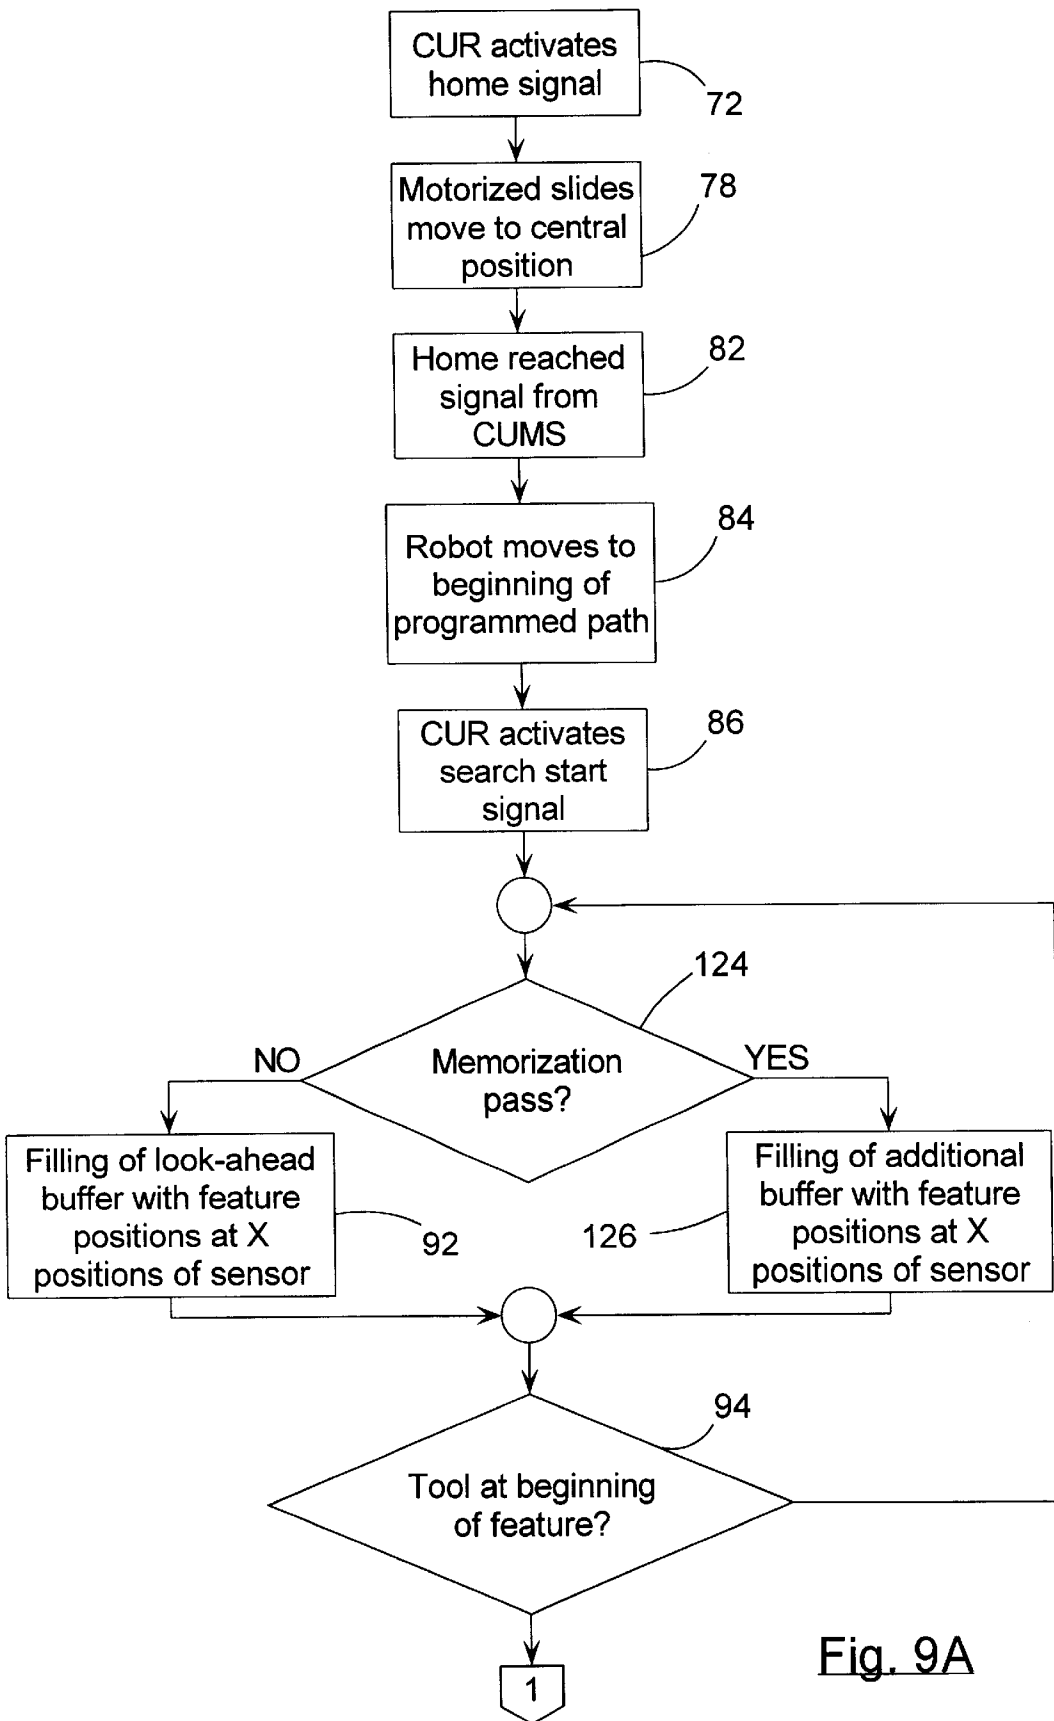 CUR activates
home signal
72
Motorized slides
move to central
position
78
Home reached
signal from
CUMS
82
Robot moves to
beginning of
programmed path
84
CUR activates
search start
signal
86
124
Memorization
pass?
NO
YES
Filling of look-ahead
buffer with feature
positions at X
positions of sensor
92
Filling of additional
buffer with feature
positions at X
positions of sensor
126
94
Tool at beginning
of feature?
1
Fig. 9A